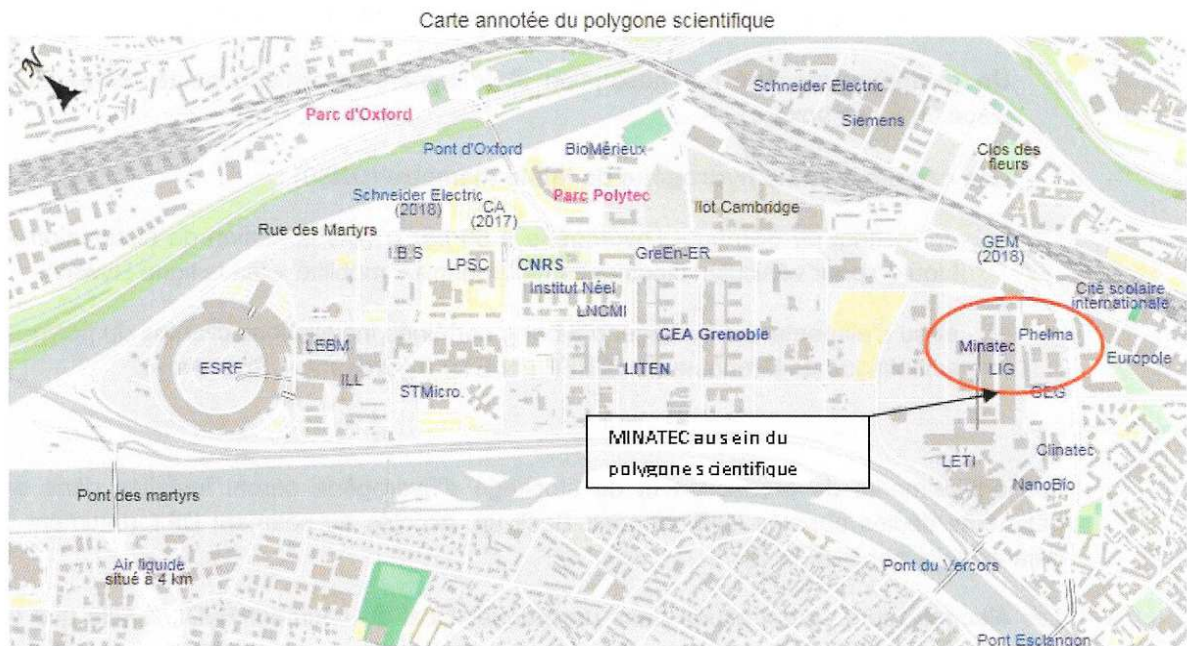 Carte annotée du polygone scientifique
N
Schneider Electric
Siemens
Parc d'Oxford
Pont d'Oxford
BioMérieux
Clos des
fleurs
Schneider Electric
(2018)
CA
(2017)
Parc Polytec
Ilot Cambridge
Rue des Martyrs
I.B.S
LPSC
CNRS
GreEn-ER
GEM
(2018)
Institut Néel
LNCMI
Cité scolaire
internationale
ESRF
LEBM
ILL
STMicro.
CEA Grenoble
LITEN
Minatec
Phelma
LIG
Europole
GEG
MINATEC au sein du
polygone scientifique
LETI
Clinatec
NanoBio
Pont des martyrs
Air liquide
situé à 4 km
Pont du Vercors
Pont Esclangon